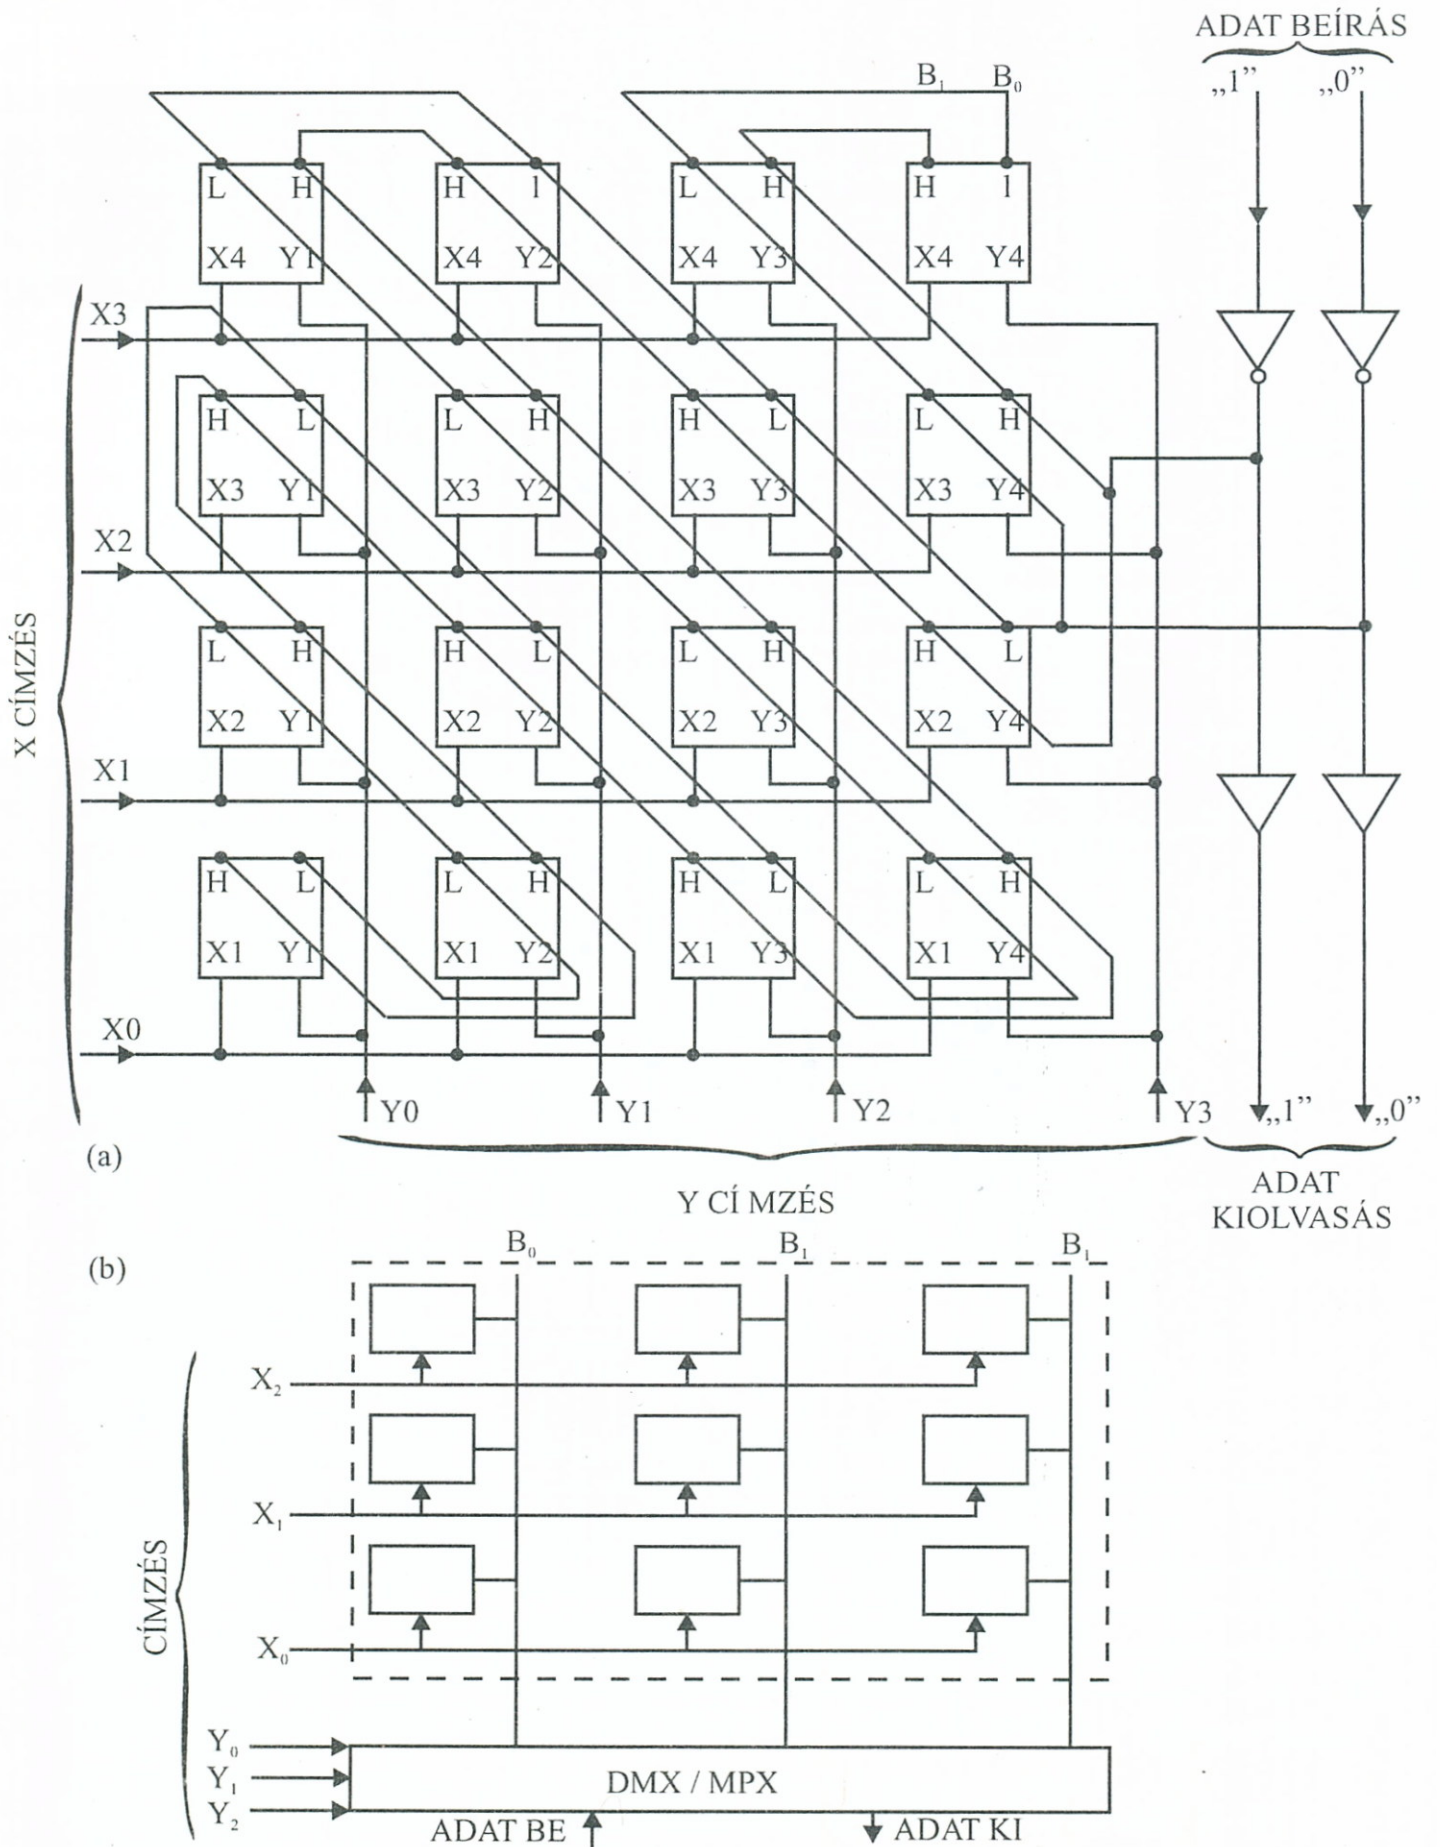 ADAT BEÍRÁS
„1” „0”
B₁ B₀
L H H l L H H l
X4 Y1 X4 Y2 X4 Y3 X4 Y4
X3
H L L H H L L H
X3 Y1 X3 Y2 X3 Y3 X3 Y4
X2
L H H L L H H L
X2 Y1 X2 Y2 X2 Y3 X2 Y4
X1
H L L H H L L H
X1 Y1 X1 Y2 X1 Y3 X1 Y4
X0
X CÍMZÉS
Y0 Y1 Y2 Y3 „1” „0”
(a)
Y CÍ MZÉS
ADAT
KIOLVASÁS
(b)
B₀ B₁ B₁
X₂
X₁
X₀
CÍMZÉS
Y₀
Y₁
Y₂
DMX / MPX
ADAT BE ADAT KI